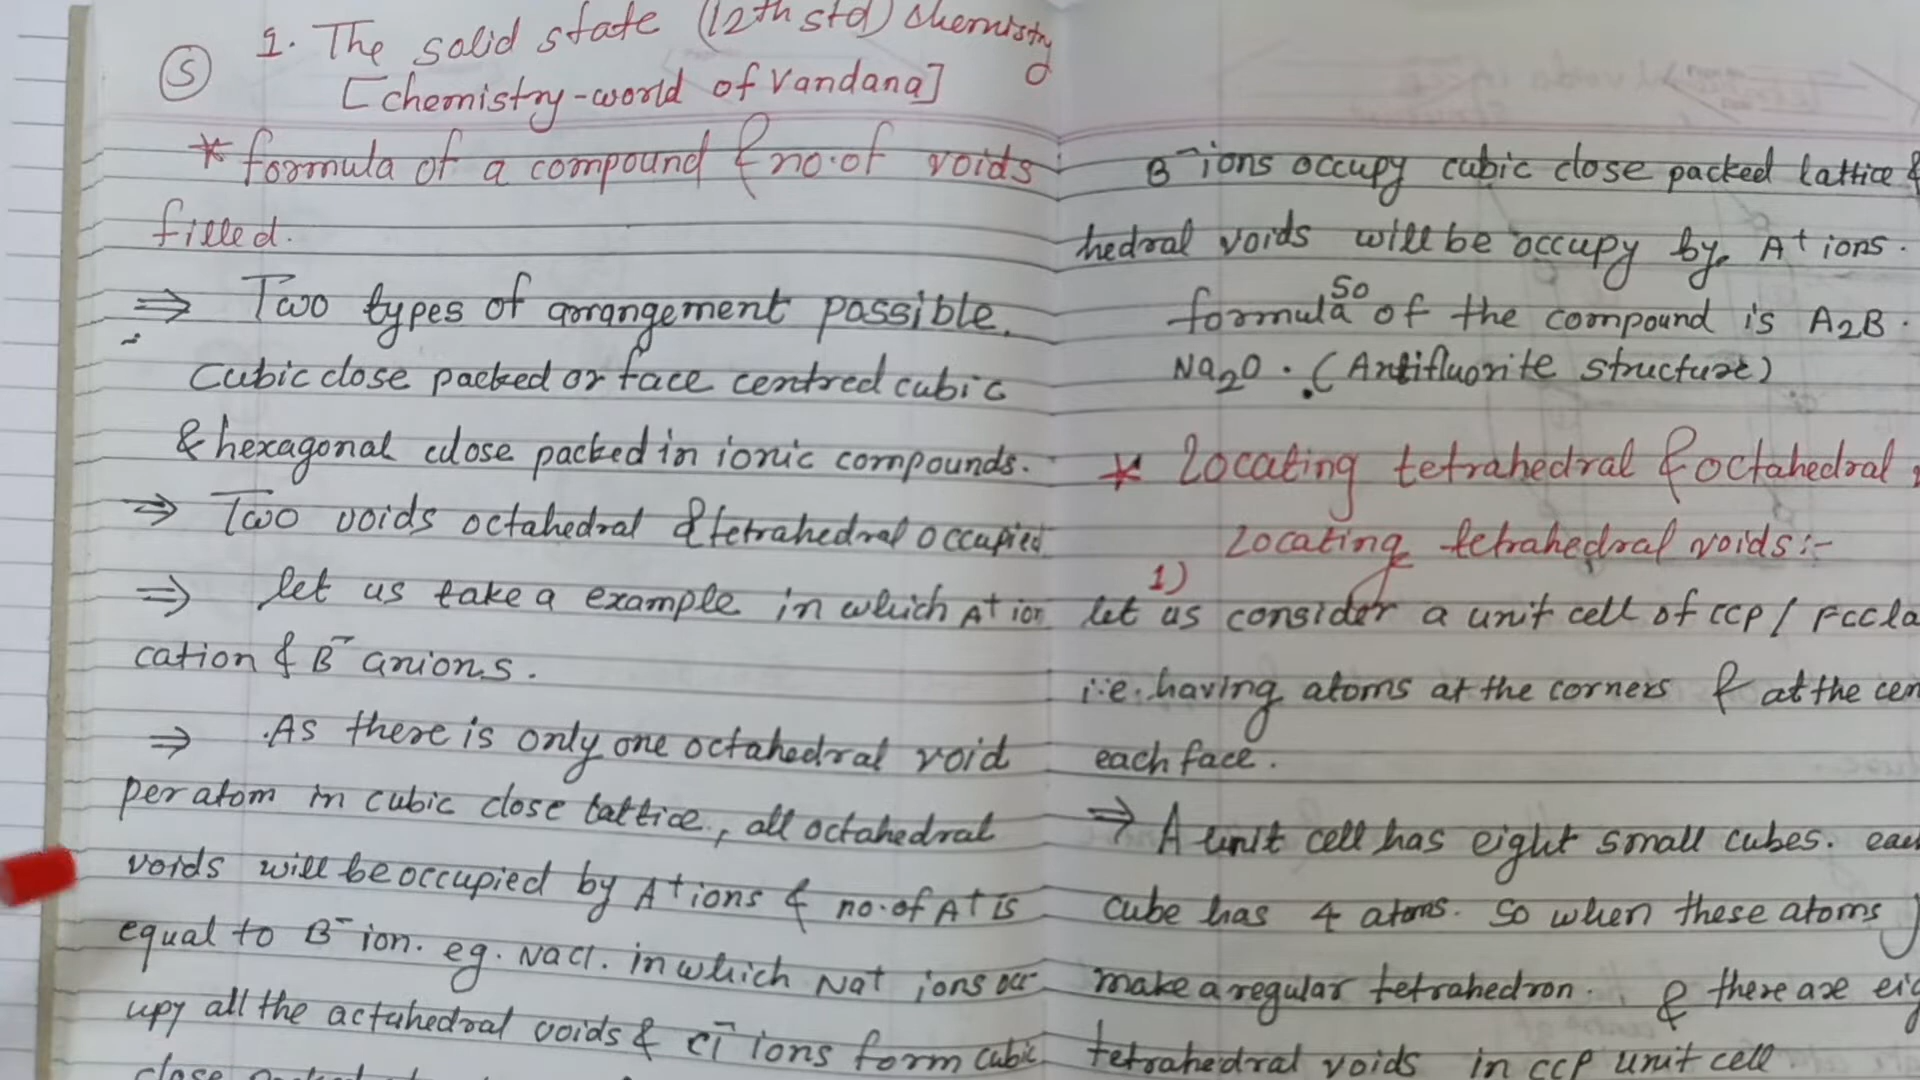 5
1. The solid state (12th std) chemistry
[chemistry-world of Vandana]
* formula of a compound & no.of voids
filled.
⇒ Two types of arrangement possible.
cubic close packed or face centred cubic
& hexagonal close packed in ionic compounds.
⇒ Two voids octahedral & tetrahedral occupied
⇒ let us take a example in which A+ ion
cation & B- anions.
⇒ .As there is only one octahedral void
per atom in cubic close lattice, all octahedral
voids will be occupied by A+ ions & no.of A+ is
equal to B- ion. eg. NaCl. in which Na+ ions occ-
upy all the octahedral voids & cl- ions form cubic
close packed
B- ions occupy cubic close packed lattice &
hedral voids will be occupy by A+ ions.
so
formula of the compound is A2B.
Na2O. (Antifluorite structure)
* Locating tetrahedral & octahedral
Locating tetrahedral voids:-
1)
let us consider a unit cell of CCP / FCC la
i.e. having atoms at the corners & at the cen
each face.
⇒ A unit cell has eight small cubes. eac
cube has 4 atoms. so when these atoms
make a regular tetrahedron. & there are eig
tetrahedral voids in CCP unit cell